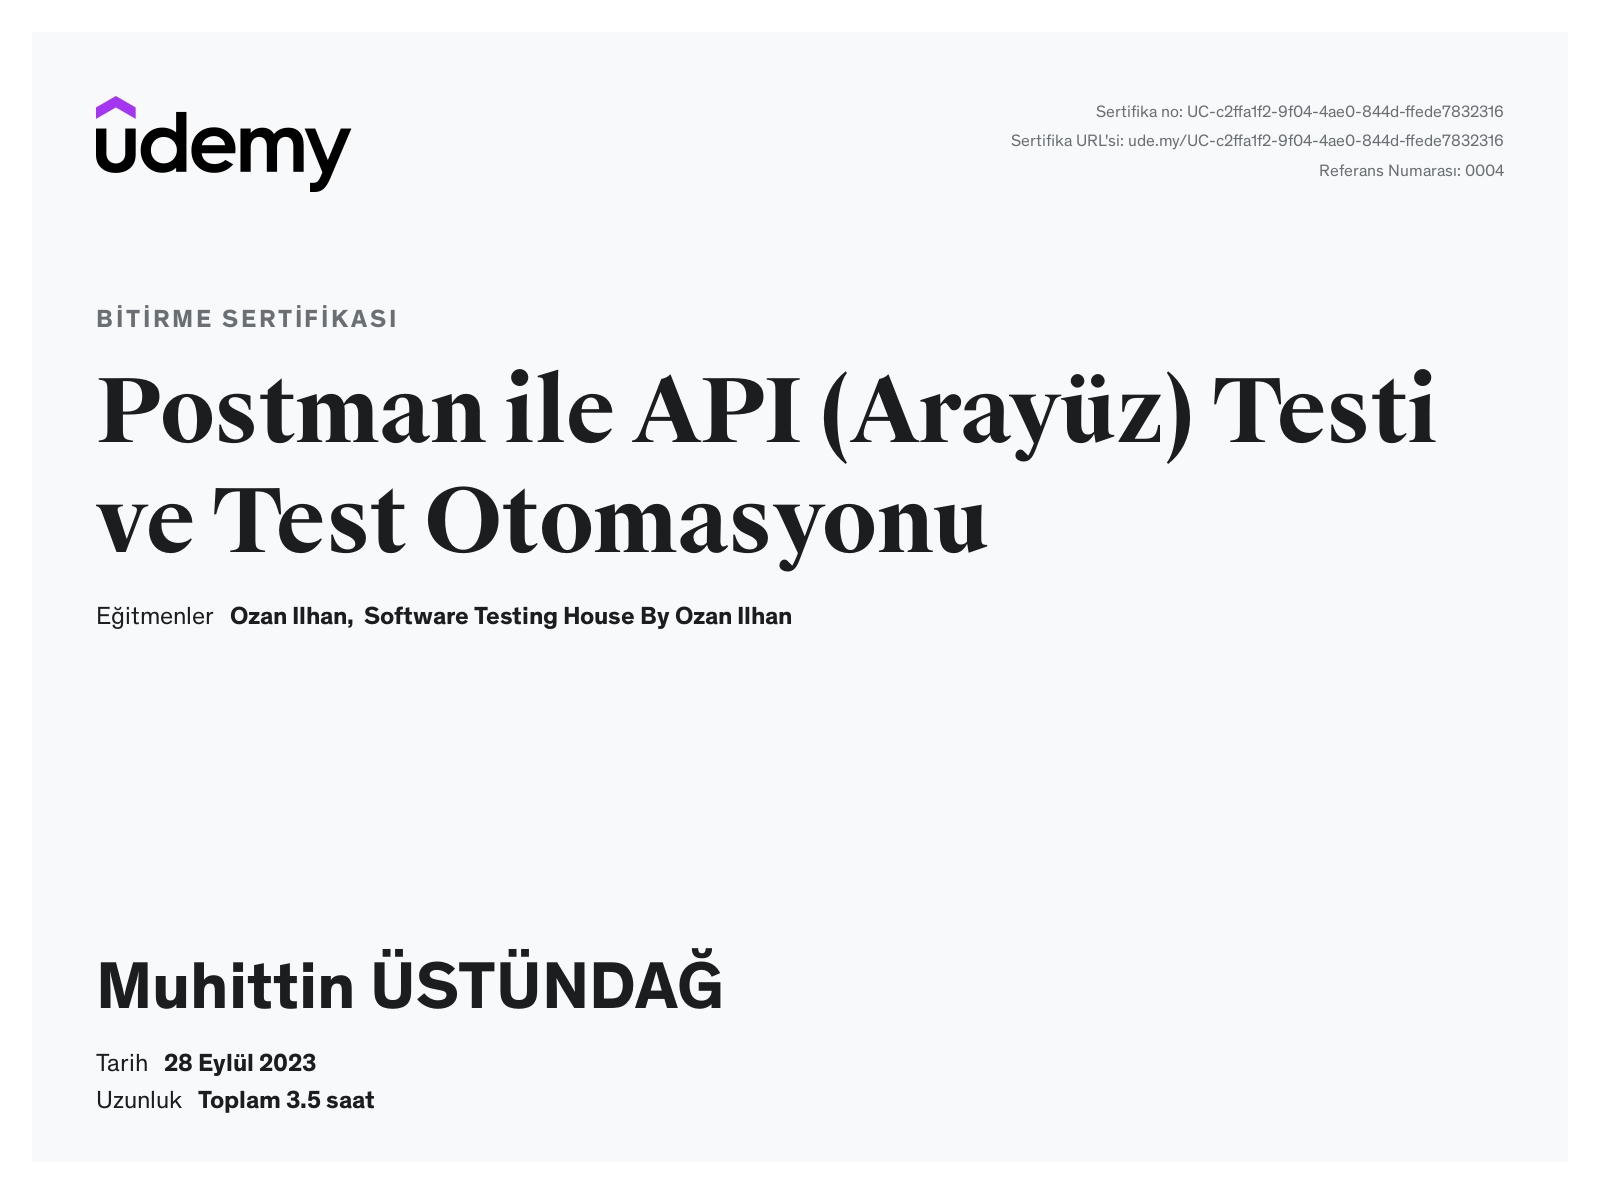 udemy
Sertifika no: UC-c2ffa1f2-9f04-4ae0-844d-ffede7832316
Sertifika URL'si: ude.my/UC-c2ffa1f2-9f04-4ae0-844d-ffede7832316
Referans Numarası: 0004
BİTİRME SERTİFİKASI
Postman ile API (Arayüz) Testi
ve Test Otomasyonu
Eğitmenler Ozan Ilhan, Software Testing House By Ozan Ilhan
Muhittin ÜSTÜNDAĞ
Tarih 28 Eylül 2023
Uzunluk Toplam 3.5 saat